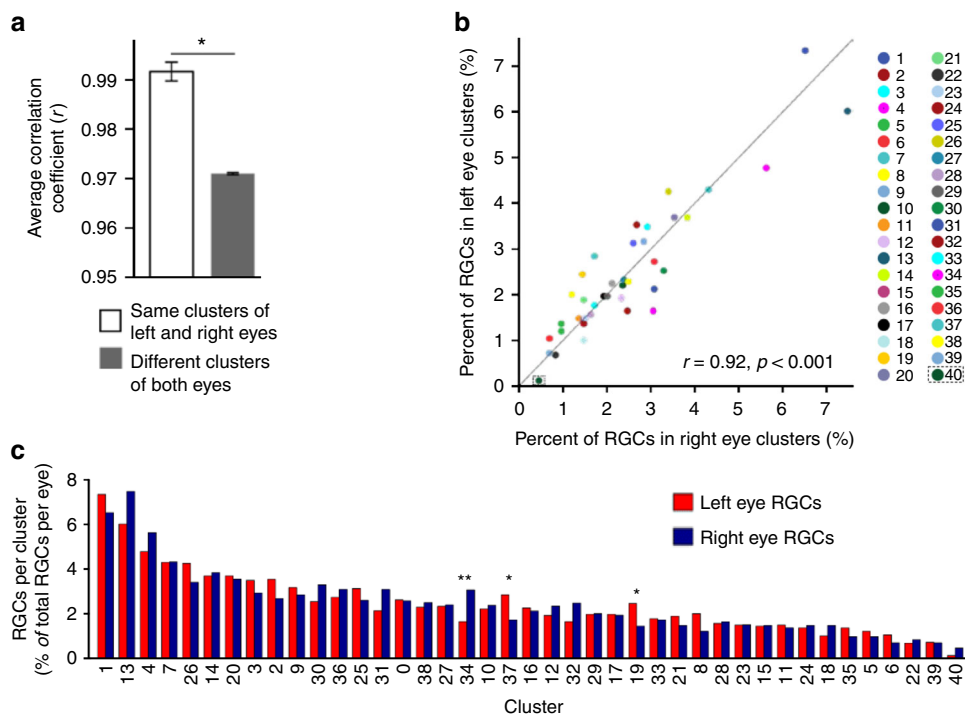 a
*
Average correlation
coefficient (r)
0.99
0.98
0.97
0.96
0.95
Same clusters of
left and right eyes
Different clusters
of both eyes
b
Percent of RGCs in left eye clusters (%)
7
6
5
4
3
2
1
0
0 1 2 3 4 5 6 7
Percent of RGCs in right eye clusters (%)
r = 0.92, p < 0.001
1 21
2 22
3 23
4 24
5 25
6 26
7 27
8 28
9 29
10 30
11 31
12 32
13 33
14 34
15 35
16 36
17 37
18 38
19 39
20 40
c
RGCs per cluster
(% of total RGCs per eye)
8
6
4
2
0
Left eye RGCs
Right eye RGCs
** * *
1 13 4 7 26 14 20 3 2 9 30 36 25 31 0 38 27 34 10 37 16 12 32 29 17 19 33 21 8 28 23 15 11 24 18 35 5 6 22 39 40
Cluster